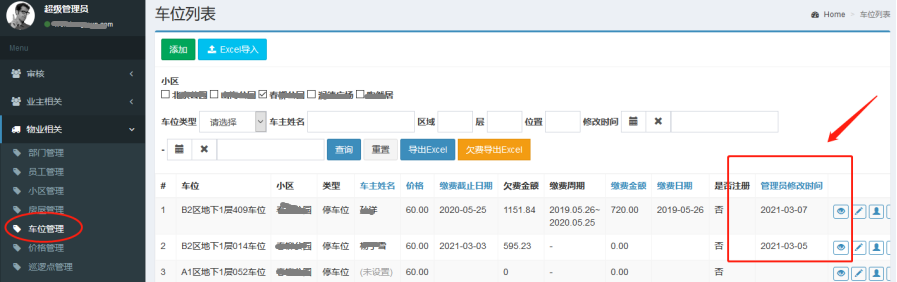 超级管理员
.com
Menu
审核
业主相关
物业相关
部门管理
员工管理
小区管理
房屋管理
车位管理
价格管理
巡逻点管理
车位列表
Home > 车位列表
添加 Excel导入
小区
广场 居
车位类型 请选择 车主姓名 区域 层 位置 修改时间
- 查询 重置 导出Excel 欠费导出Excel
# 车位 小区 类型 车主姓名 价格 缴费截止日期 欠费金额 缴费周期 缴费金额 缴费日期 是否注册 管理员修改时间
1 B2区地下1层409车位 停车位 60.00 2020-05-25 1151.84 2019.05.26~ 720.00 2019-05-26 否 2021-03-07
2020.05.25
2 B2区地下1层014车位 停车位 60.00 2021-03-03 595.23 - 0.00 否 2021-03-05
3 A1区地下1层052车位 停车位 (未设置) 60.00 0 - 0.00 否